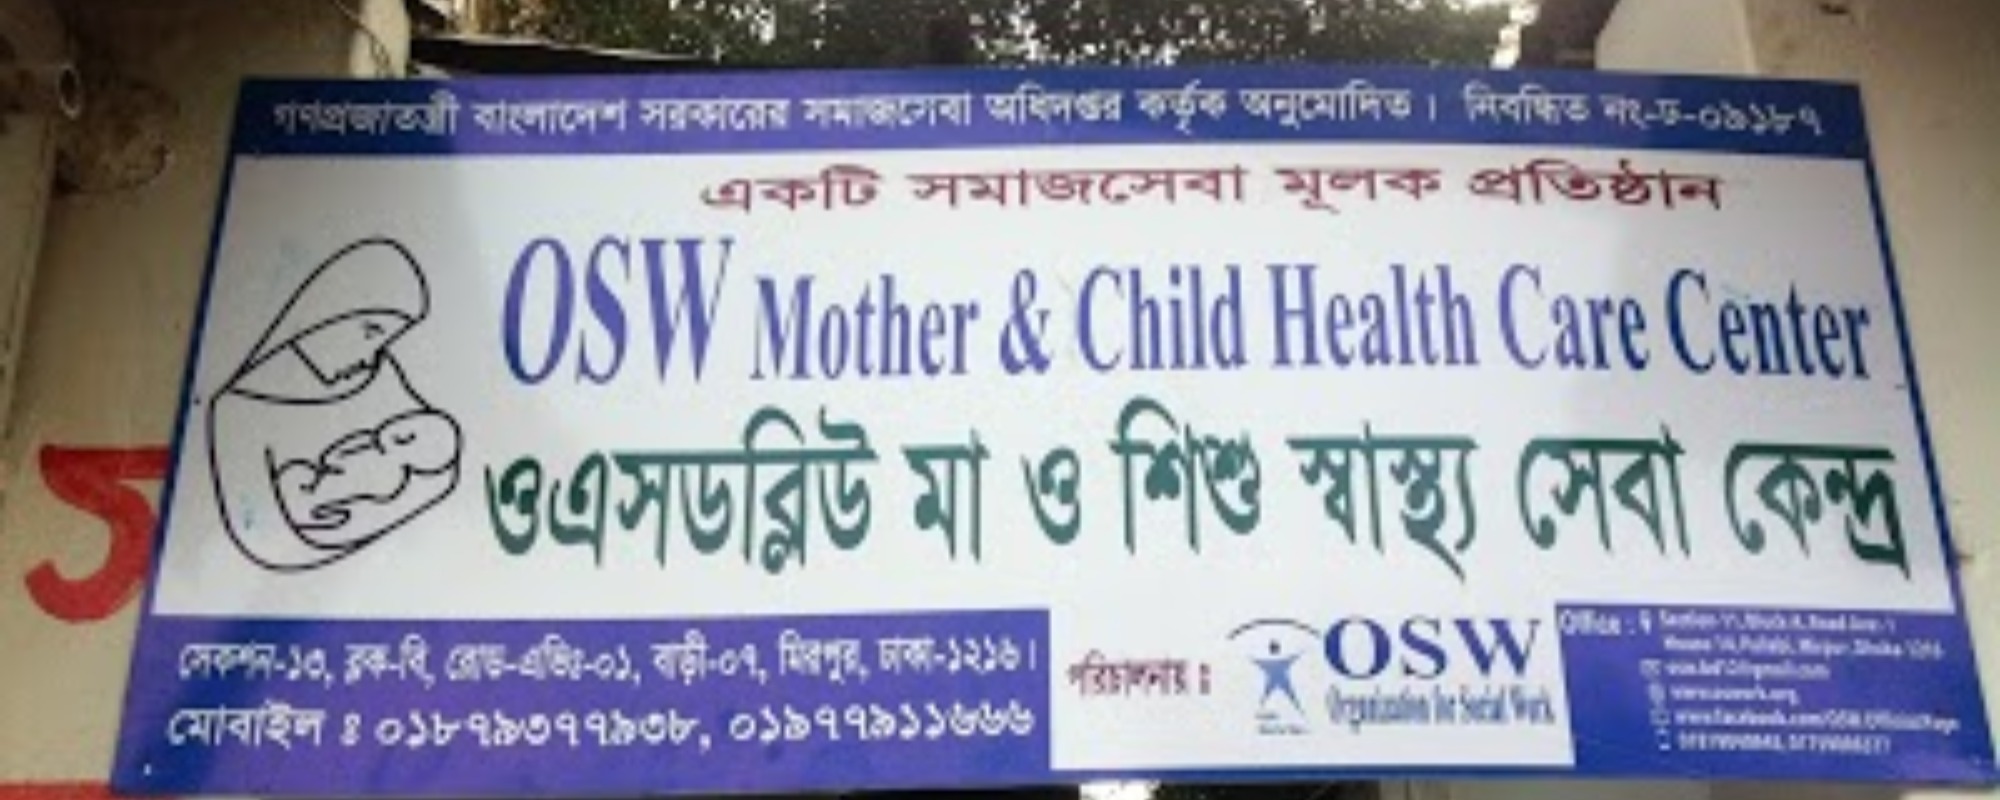 গণপ্রজাতন্ত্রী বাংলাদেশ সরকারের সমাজসেবা অধিদপ্তর কর্তৃক অনুমোদিত। নিবন্ধিত নং-ঢ-০৯১৮৭
একটি সমাজসেবা মূলক প্রতিষ্ঠান
OSW Mother & Child Health Care Center
ওএসডব্লিউ মা ও শিশু স্বাস্থ্য সেবা কেন্দ্র
সেকশন-১৩, ব্লক-বি, রোড-এভিঃ-০১, বাড়ী-০৭, মিরপুর, ঢাকা-১২১৬।
মোবাইল ঃ ০১৮৭৯৩৭৭৯৩৮, ০১৯৭৭৯১১৬৬৬
পরিচালনায় ঃ
OSW
Organization for Social Work
Office :
স